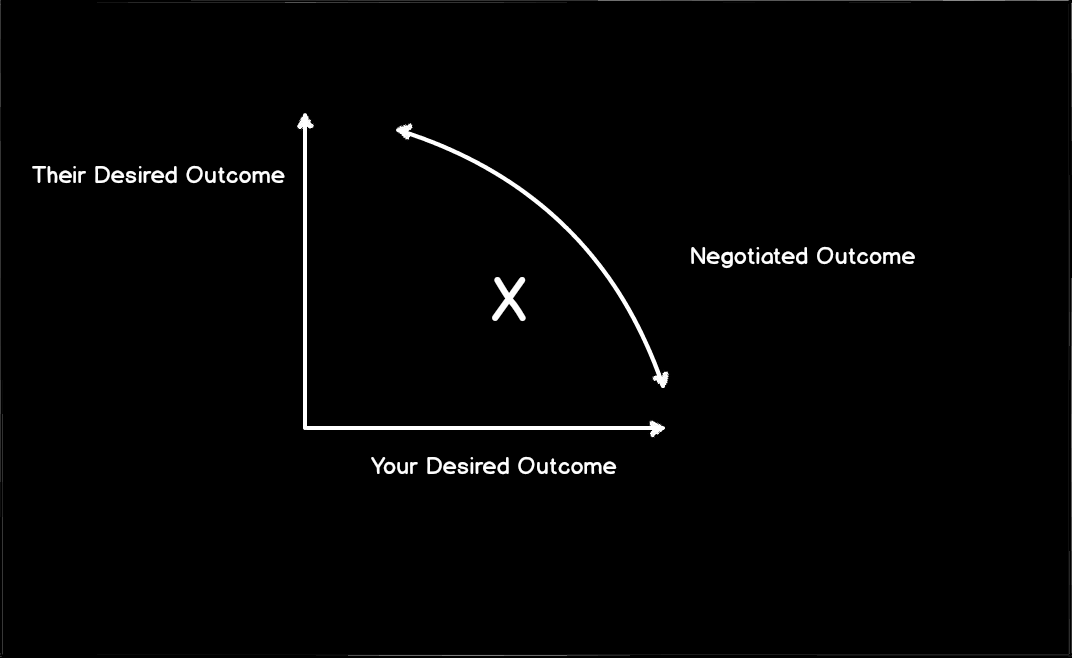 Their Desired Outcome
Negotiated Outcome
X
Your Desired Outcome